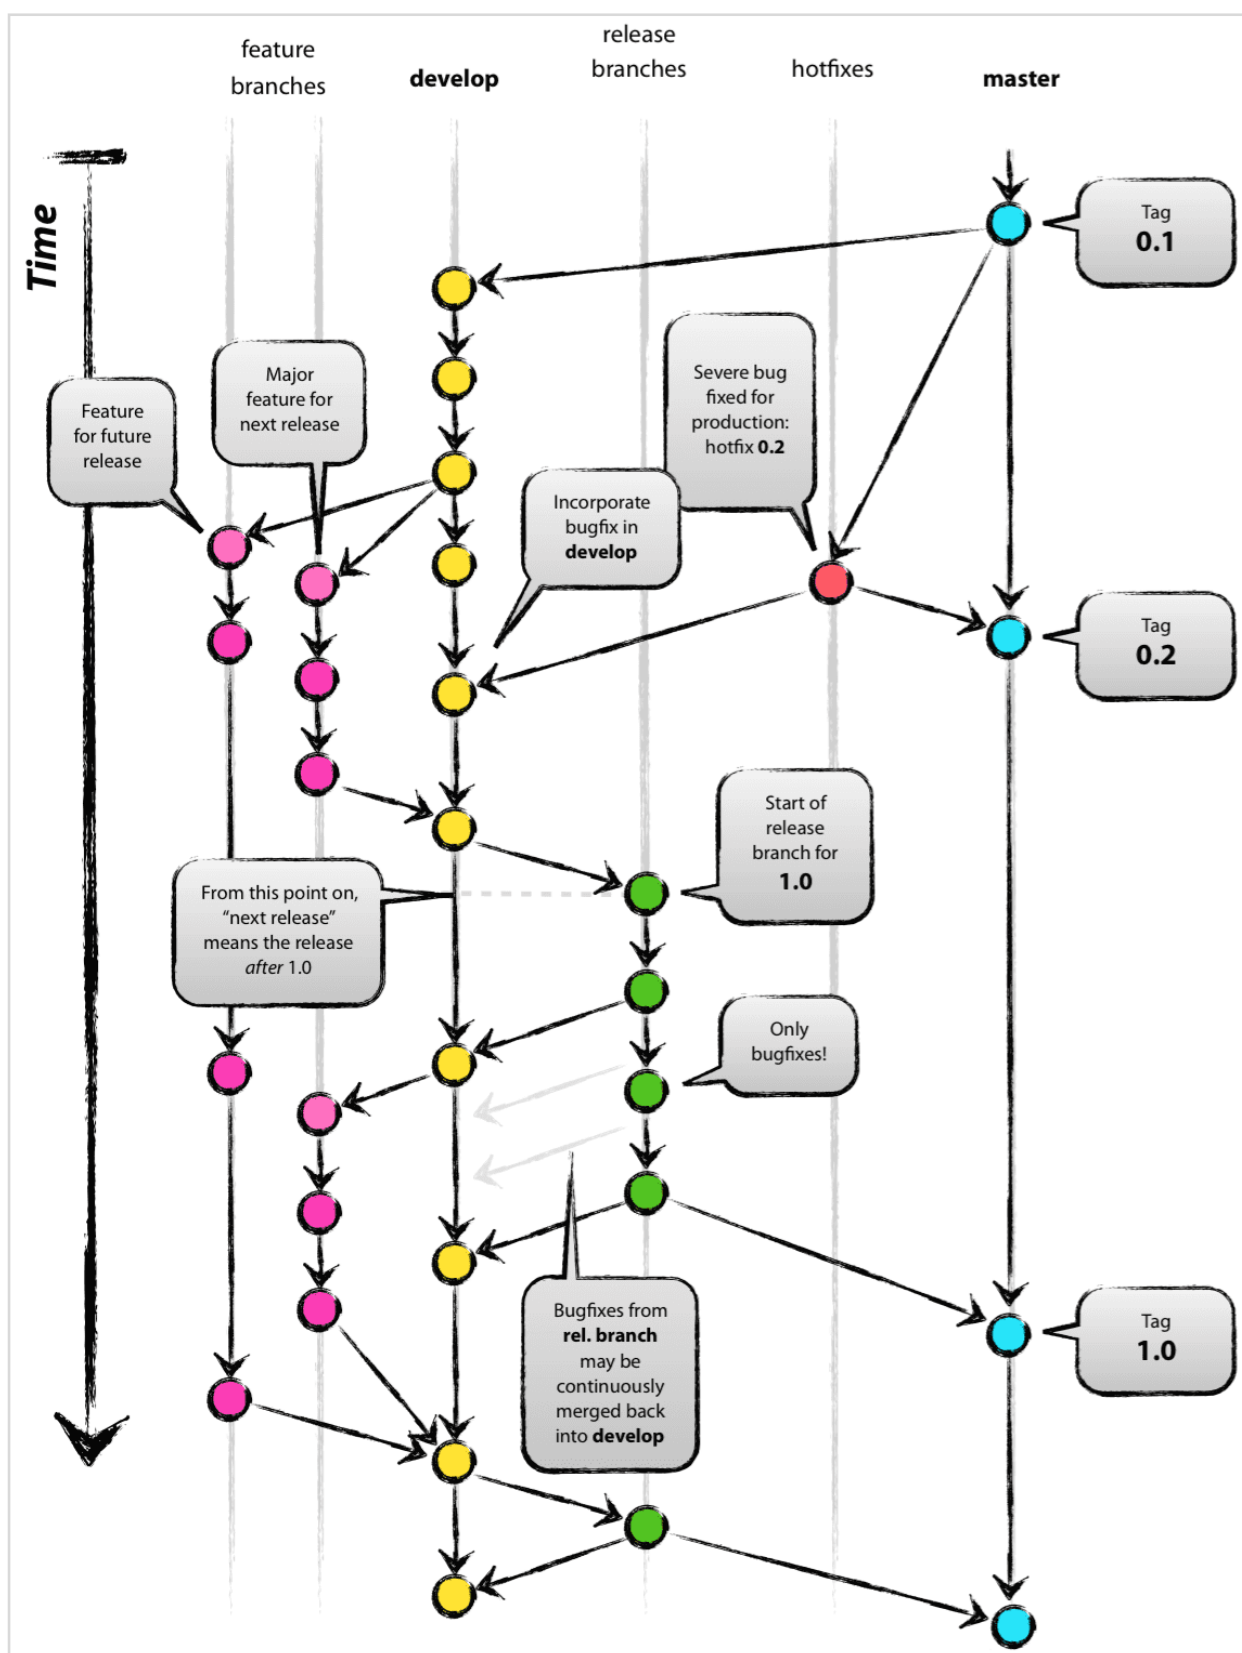 feature
branches
develop
release
branches
hotfixes
master
Time
Tag
0.1
Major
feature for
next release
Feature
for future
release
Severe bug
fixed for
production:
hotfix 0.2
Incorporate
bugfix in
develop
Tag
0.2
Start of
release
branch for
1.0
From this point on,
“next release”
means the release
after 1.0
Only
bugfixes!
Bugfixes from
rel. branch
may be
continuously
merged back
into develop
Tag
1.0